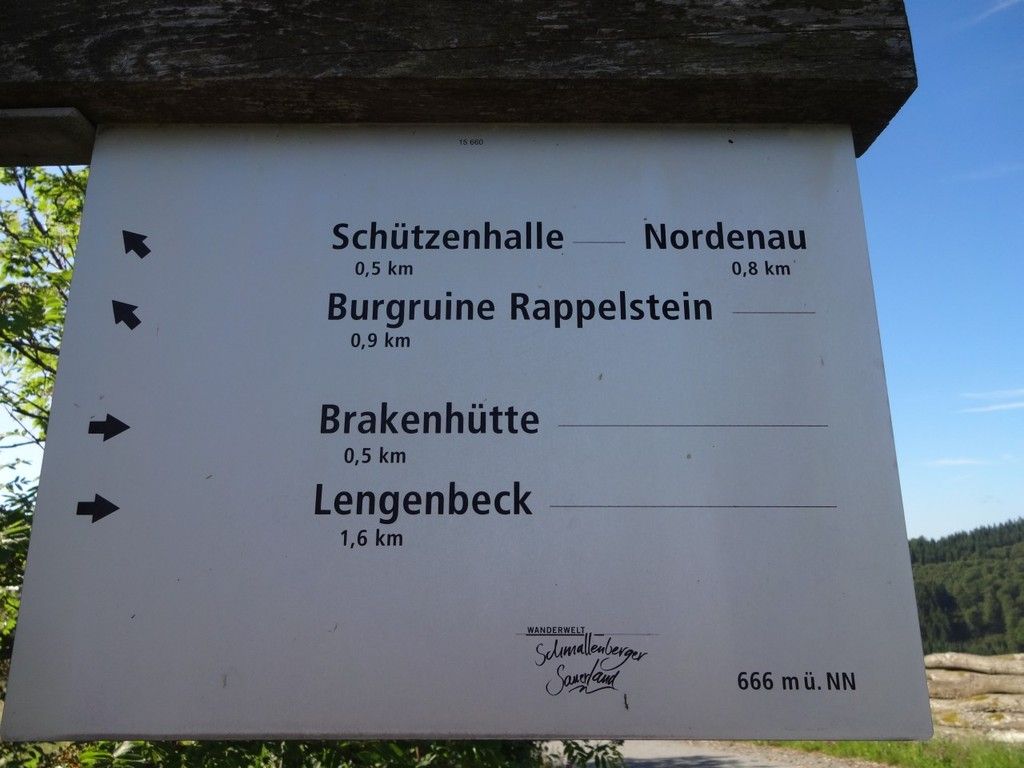 15 660
Schützenhalle Nordenau
0,5 km 0,8 km
Burgruine Rappelstein
0,9 km
Brakenhütte
0,5 km
Lengenbeck
1,6 km
WANDERWELT
Schmallenberger
Sauerland
666 m ü. NN